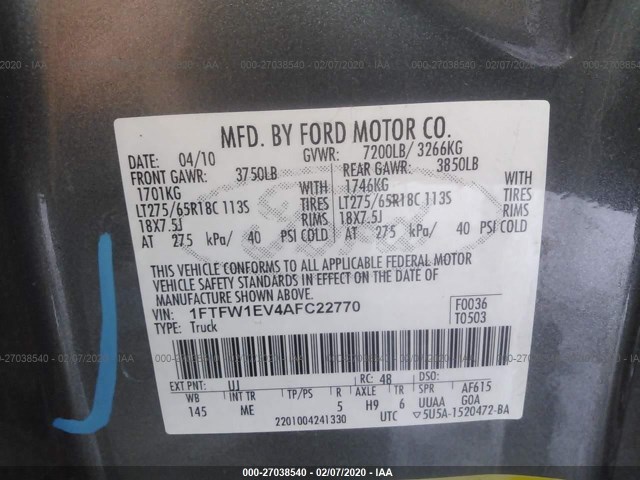 000-27038540 - 02/07/2020 - IAA
MFD. BY FORD MOTOR CO.
DATE: 04/10 GVWR: 7200LB/ 3266KG
FRONT GAWR: 3750LB REAR GAWR: 3850LB
1701KG WITH 1746KG WITH
LT275/65R18C 113S TIRES LT275/65R18C 113S TIRES
18X7.5J RIMS 18X7.5J RIMS
AT 275 kPa/ 40 PSI COLD AT 275 kPa/ 40 PSI COLD
THIS VEHICLE CONFORMS TO ALL APPLICABLE FEDERAL MOTOR
VEHICLE SAFETY STANDARDS IN EFFECT ON THE DATE OF
MANUFACTURE SHOWN ABOVE.
VIN: 1FTFW1EV4AFC22770 F0036
TYPE: Truck T0503
EXT PNT: UJ RC: 48 DSO:
WB INT TR TP/PS R AXLE TR SPR AF615
145 ME 5 H9 6 UUAA GOA
2201004241330 UTC ▽5U5A-1520472-BA
000-27038540 - 02/07/2020 - IAA